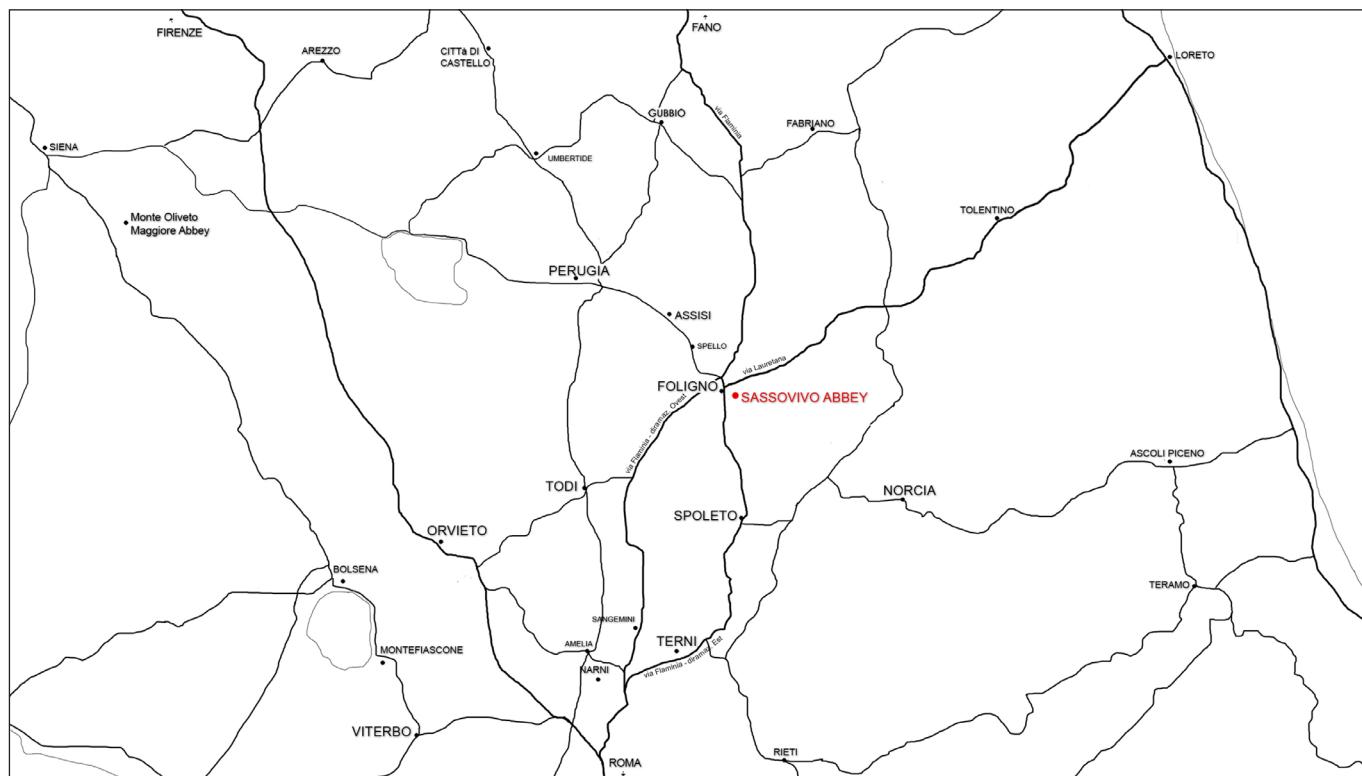 FIRENZE
FANO
AREZZO
CITTà DI
CASTELLO
LORETO
via Flaminia
GUBBIO
FABRIANO
SIENA
UMBERTIDE
Monte Oliveto
Maggiore Abbey
TOLENTINO
PERUGIA
ASSISI
SPELLO
via Lauretana
FOLIGNO
SASSOVIVO ABBEY
via Flaminia - diramaz. Ovest
ASCOLI PICENO
TODI
NORCIA
SPOLETO
ORVIETO
BOLSENA
TERAMO
SANGEMINI
AMELIA
TERNI
MONTEFIASCONE
NARNI
via Flaminia - diramaz. Est
VITERBO
RIETI
ROMA